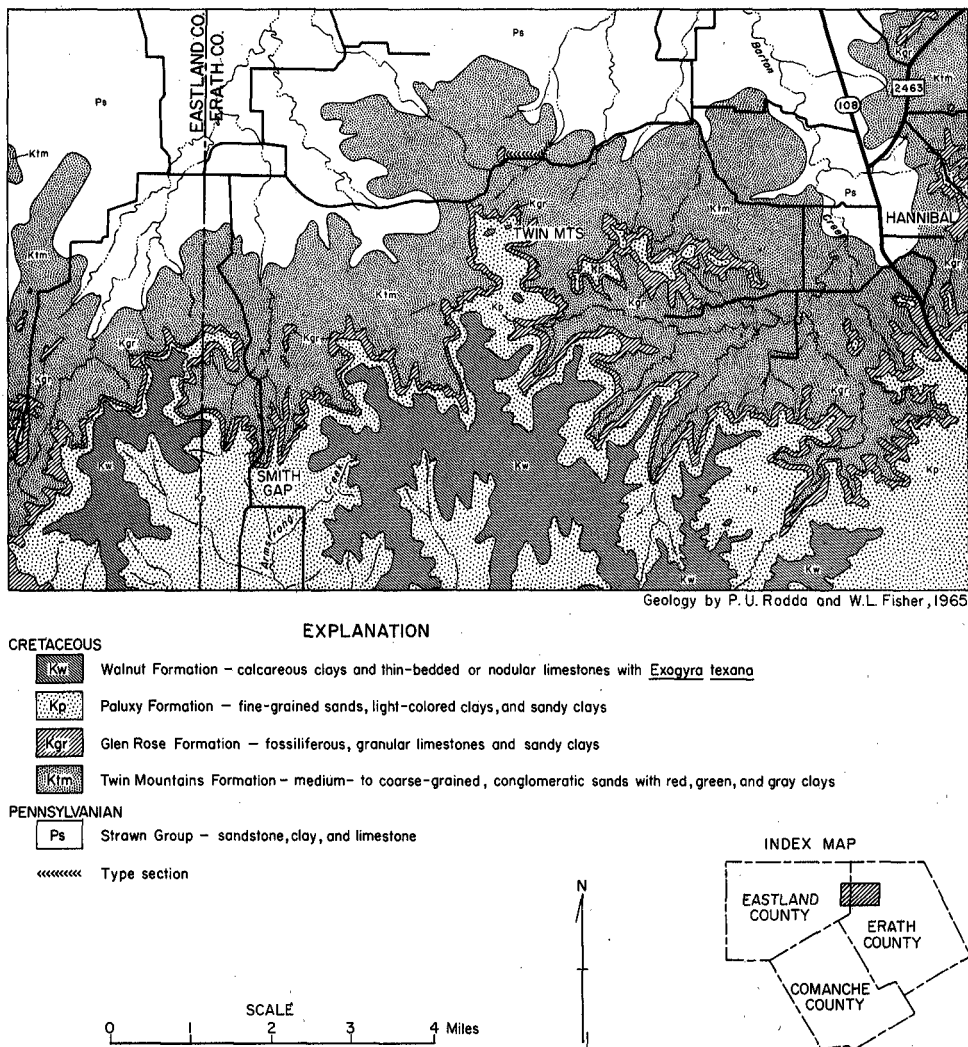 Ps
Barton
Kgr
2463
Ktm
108
EASTLAND CO.
ERATH CO.
Ps
Ktm
Ps
Kgr
TWIN MTS
Ktm
Creek
HANNIBAL
Ktm
Kp
Kgr
Ktm
Kp
Kgr
Kgr
Kgr
Kgr
Kgr
Kgr
Kw
SMITH
GAP
Kp
Armstrong
Creek
Kw
Kp
Kp
Kw
Kw
Geology by P. U. Rodda and W.L. Fisher, 1965
EXPLANATION
CRETACEOUS
Kw Walnut Formation – calcareous clays and thin-bedded or nodular limestones with Exogyra texana
Kp Paluxy Formation – fine-grained sands, light-colored clays, and sandy clays
Kgr Glen Rose Formation – fossiliferous, granular limestones and sandy clays
Ktm Twin Mountains Formation – medium- to coarse-grained, conglomeratic sands with red, green, and gray clays
PENNSYLVANIAN
Ps Strawn Group – sandstone, clay, and limestone
Type section
INDEX MAP
EASTLAND
COUNTY
ERATH
COUNTY
COMANCHE
COUNTY
N
SCALE
0 1 2 3 4 Miles